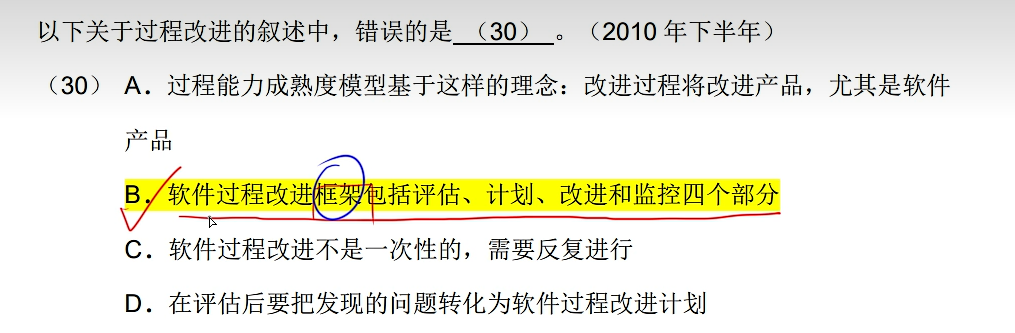 以下关于过程改进的叙述中，错误的是 （30） 。（2010 年下半年）
（30） A．过程能力成熟度模型基于这样的理念：改进过程将改进产品，尤其是软件
产品
B．软件过程改进框架包括评估、计划、改进和监控四个部分
C．软件过程改进不是一次性的，需要反复进行
D．在评估后要把发现的问题转化为软件过程改进计划